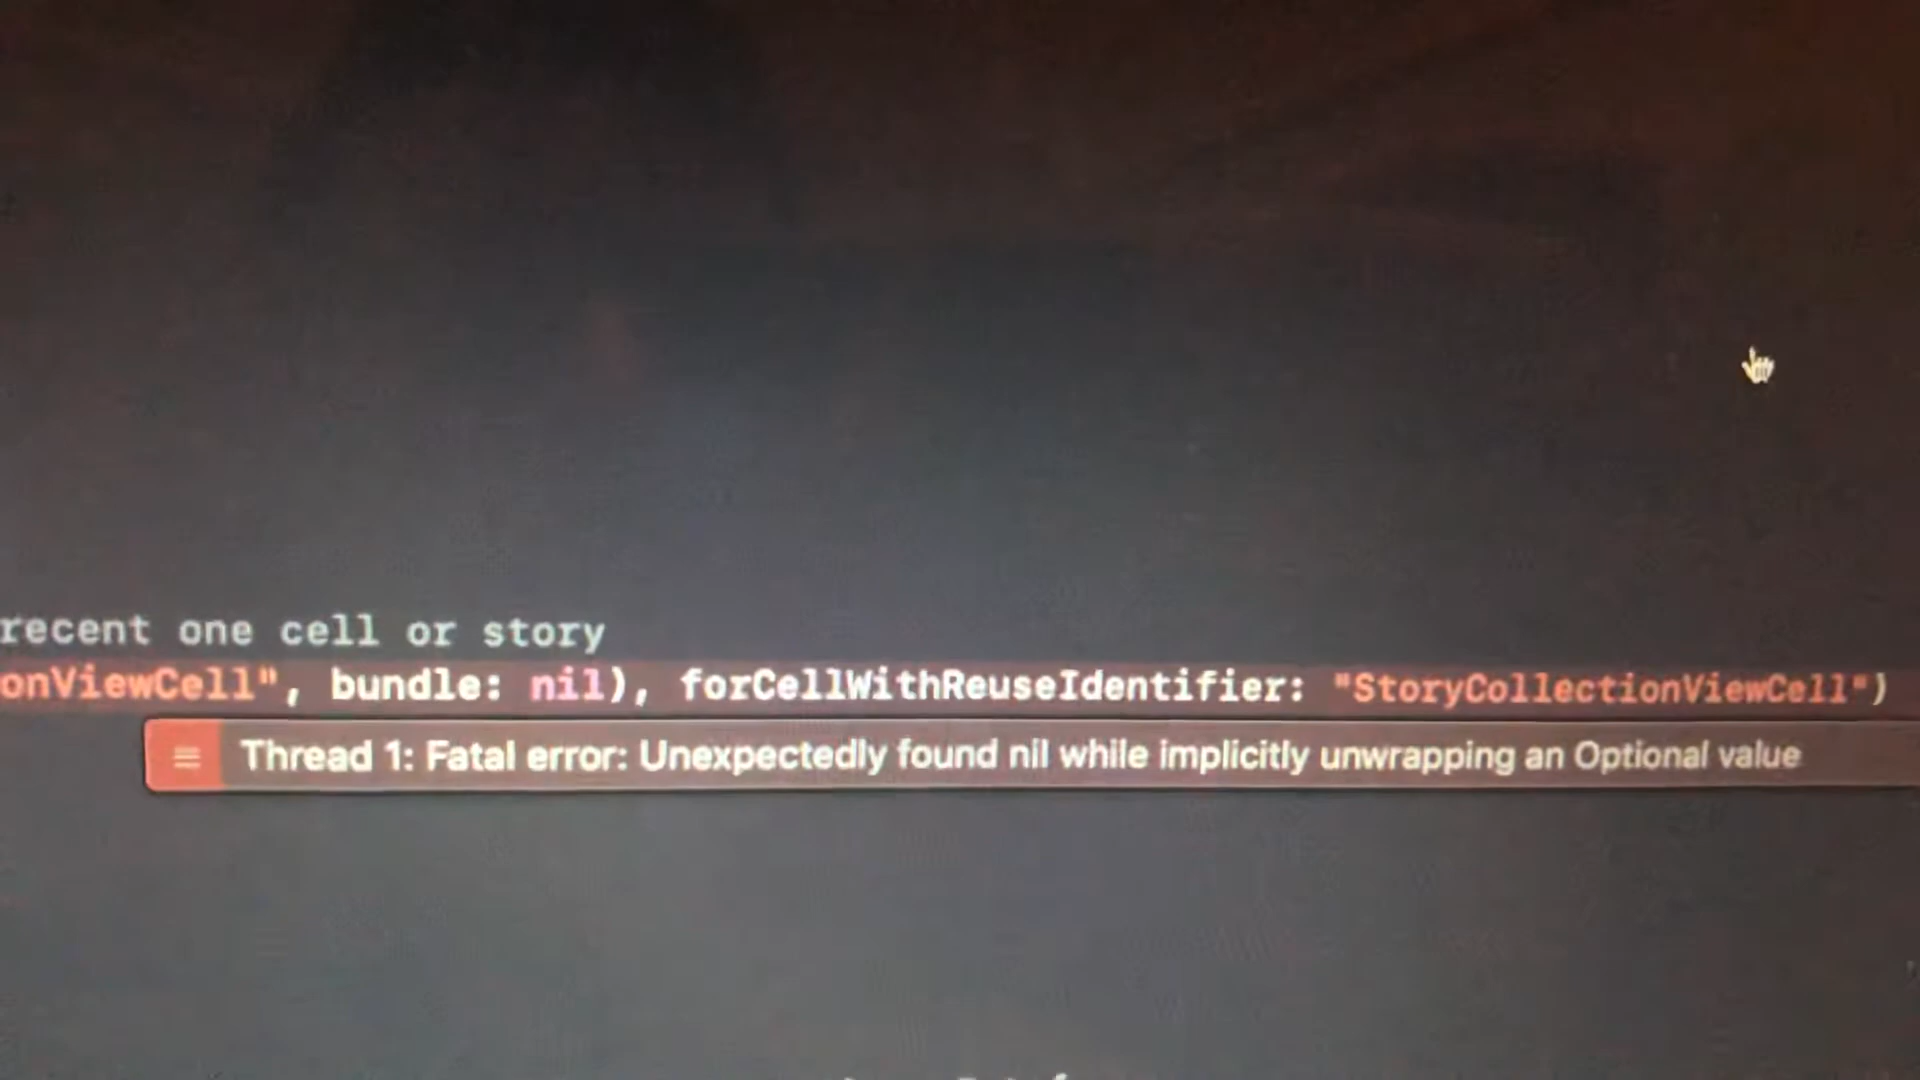 recent one cell or story
onViewCell", bundle: nil), forCellWithReuseIdentifier: "StoryCollectionViewCell")
Thread 1: Fatal error: Unexpectedly found nil while implicitly unwrapping an Optional value